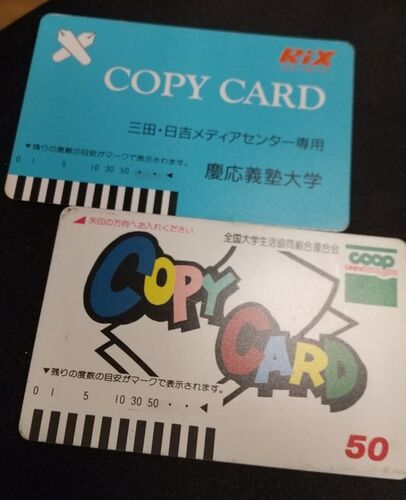 KiX
COPY CARD
三田・日吉メディアセンター専用
▼残りの度数の目安がマークで表示されます。
慶応義塾大学
0 1 5 10 30 50 ・・◀
◀矢印の方向へお入れください
全国大学生活協同組合連合会
coop
UNIV
COPY
CARD
▼残りの度数の目安がマークで表示されます。
0 1 5 10 30 50 ・・◀
50